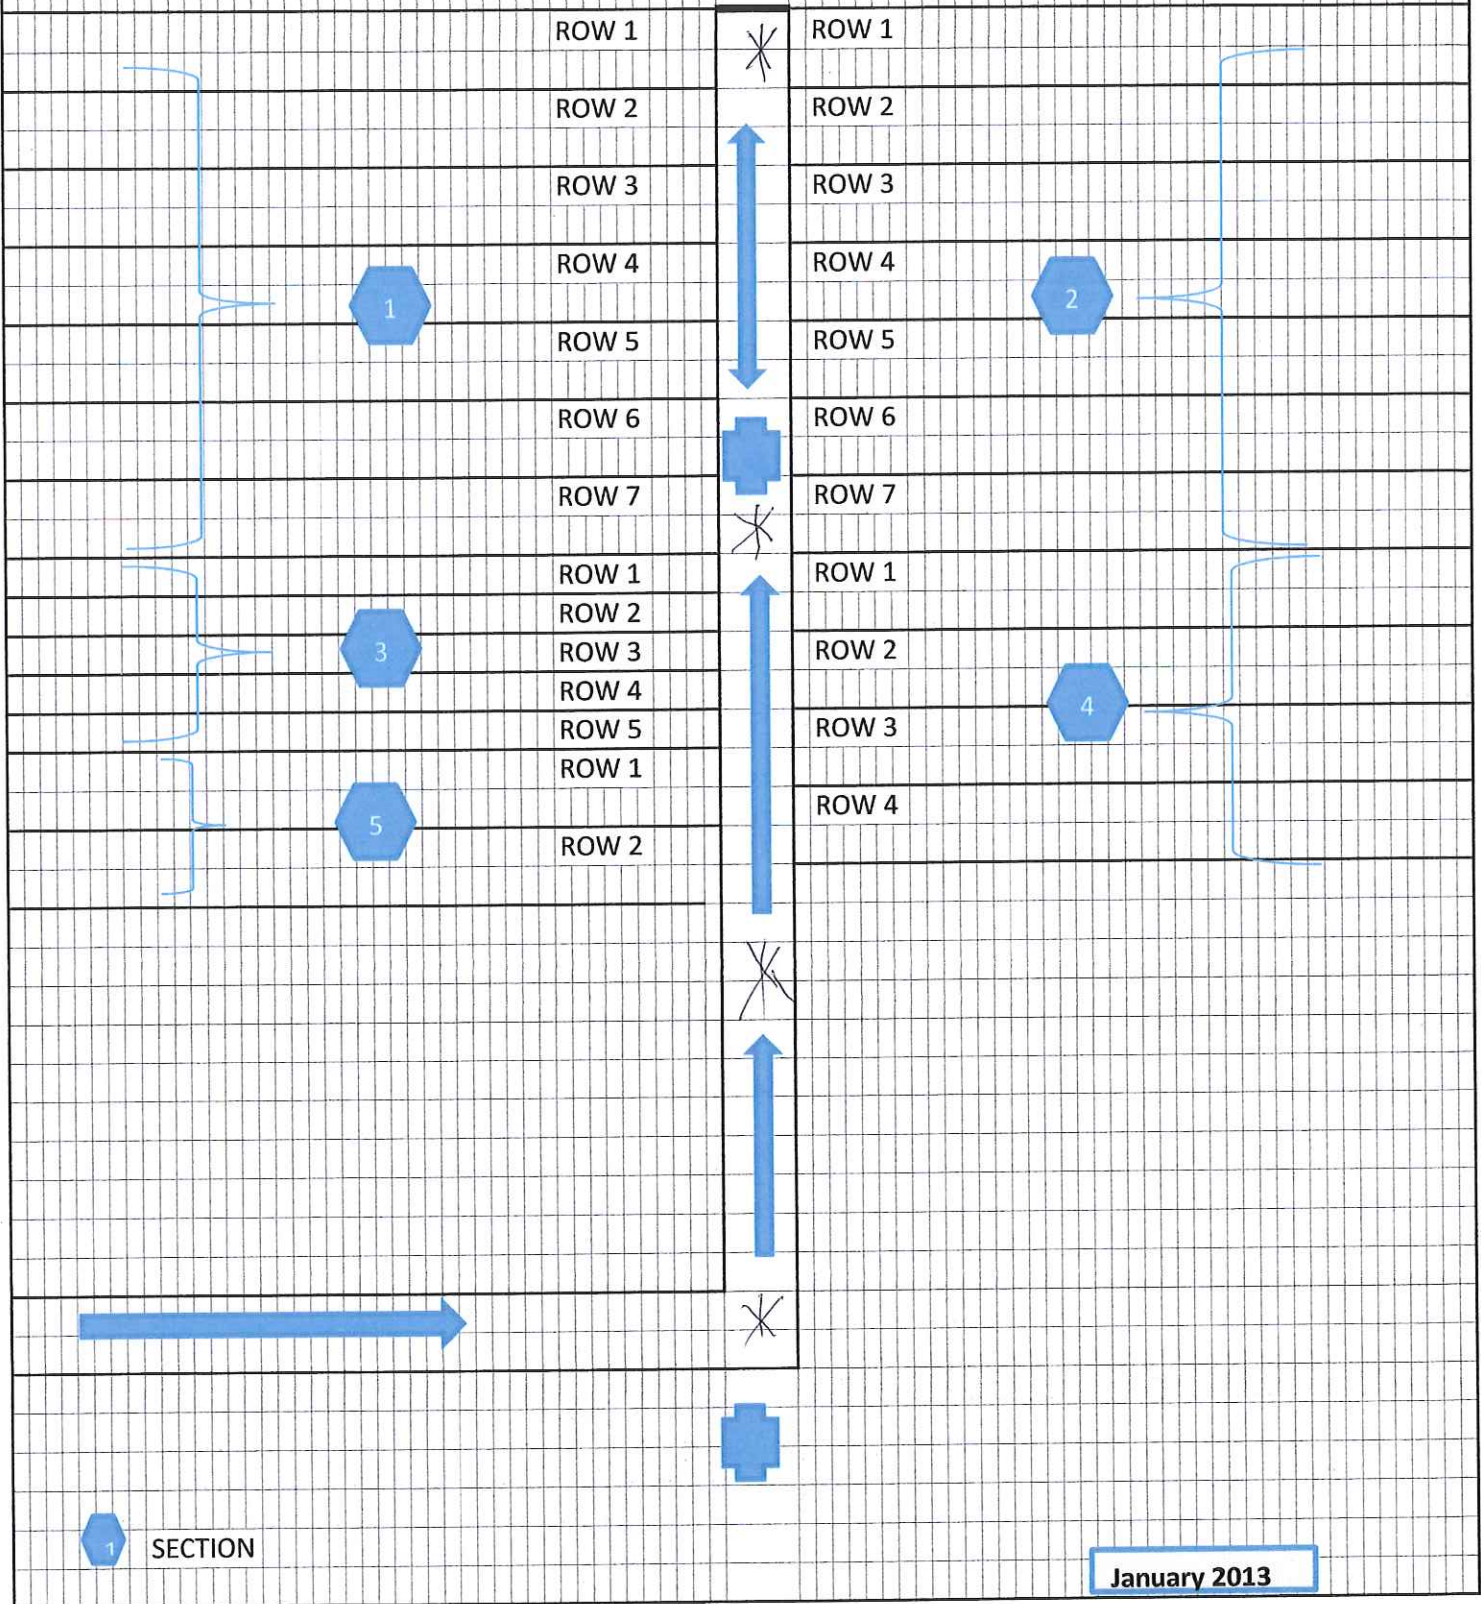 ROW 1 ROW 1
ROW 2 ROW 2
ROW 3 ROW 3
ROW 4 ROW 4
1 2
ROW 5 ROW 5
ROW 6 ROW 6
ROW 7 ROW 7
ROW 1 ROW 1
ROW 2
ROW 3 ROW 2
3
ROW 4
4
ROW 5 ROW 3
ROW 1
ROW 4
5
ROW 2
1 SECTION
January 2013